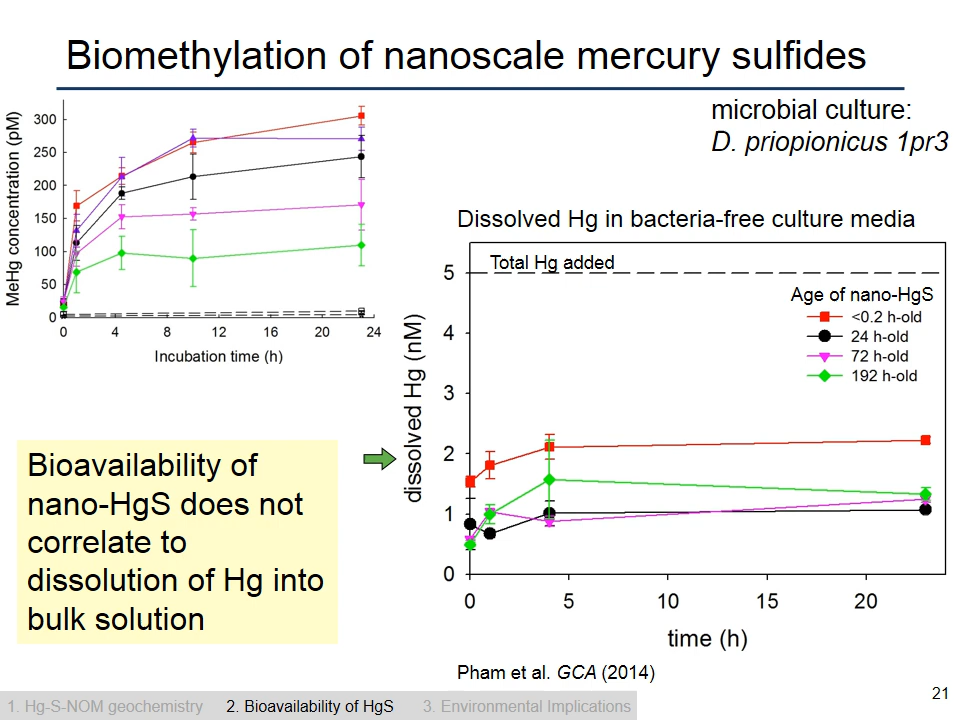 Biomethylation of nanoscale mercury sulfides
microbial culture:
D. priopionicus 1pr3
MeHg concentration (pM)
300
250
200
150
100
50
0
0 4 8 12 16 20 24
Incubation time (h)
Dissolved Hg in bacteria-free culture media
Total Hg added
Age of nano-HgS
<0.2 h-old
24 h-old
72 h-old
192 h-old
dissolved Hg (nM)
5
4
3
2
1
0
0 5 10 15 20
time (h)
Bioavailability of
nano-HgS does not
correlate to
dissolution of Hg into
bulk solution
Pham et al. GCA (2014)
1. Hg-S-NOM geochemistry 2. Bioavailability of HgS 3. Environmental Implications
21